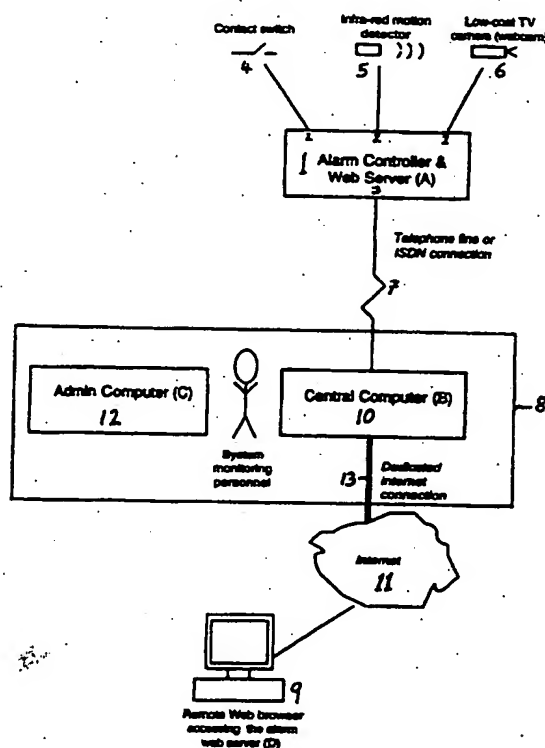 Contact switch
4
Infra-red motion
detector
5
Low-cost TV
camera (webcam)
6
1 2 2
1 Alarm Controller &
Web Server (A)
3
Telephone line or
ISDN connection
7
8
Admin Computer (C)
12
System
monitoring
personnel
Central Computer (B)
10
13
Dedicated
internet
connection
Internet
11
9
Remote Web browser
accessing the alarm
web server (D)